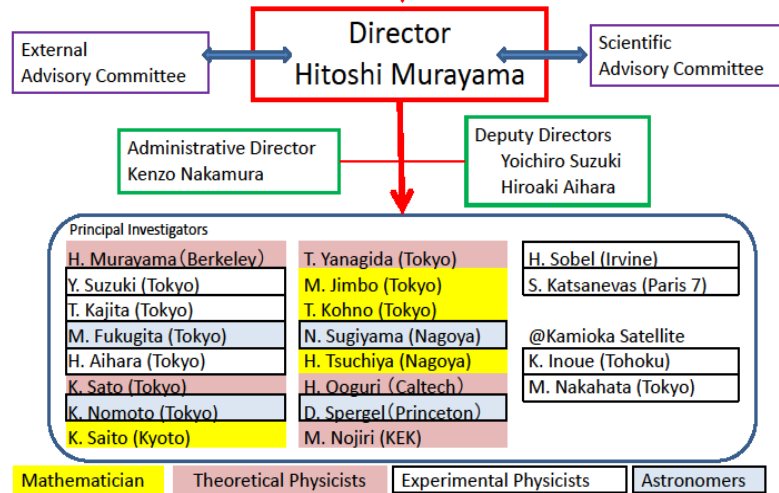 External
Advisory Committee
Director
Hitoshi Murayama
Scientific
Advisory Committee
Administrative Director
Kenzo Nakamura
Deputy Directors
Yoichiro Suzuki
Hiroaki Aihara
Principal Investigators
H. Murayama (Berkeley)
Y. Suzuki (Tokyo)
T. Kajita (Tokyo)
M. Fukugita (Tokyo)
H. Aihara (Tokyo)
K. Sato (Tokyo)
K. Nomoto (Tokyo)
K. Saito (Kyoto)
T. Yanagida (Tokyo)
M. Jimbo (Tokyo)
T. Kohno (Tokyo)
N. Sugiyama (Nagoya)
H. Tsuchiya (Nagoya)
H. Ooguri (Caltech)
D. Spergel(Princeton)
M. Nojiri (KEK)
H. Sobel (Irvine)
S. Katsanevas (Paris 7)
@Kamioka Satellite
K. Inoue (Tohoku)
M. Nakahata (Tokyo)
Mathematician
Theoretical Physicists
Experimental Physicists
Astronomers